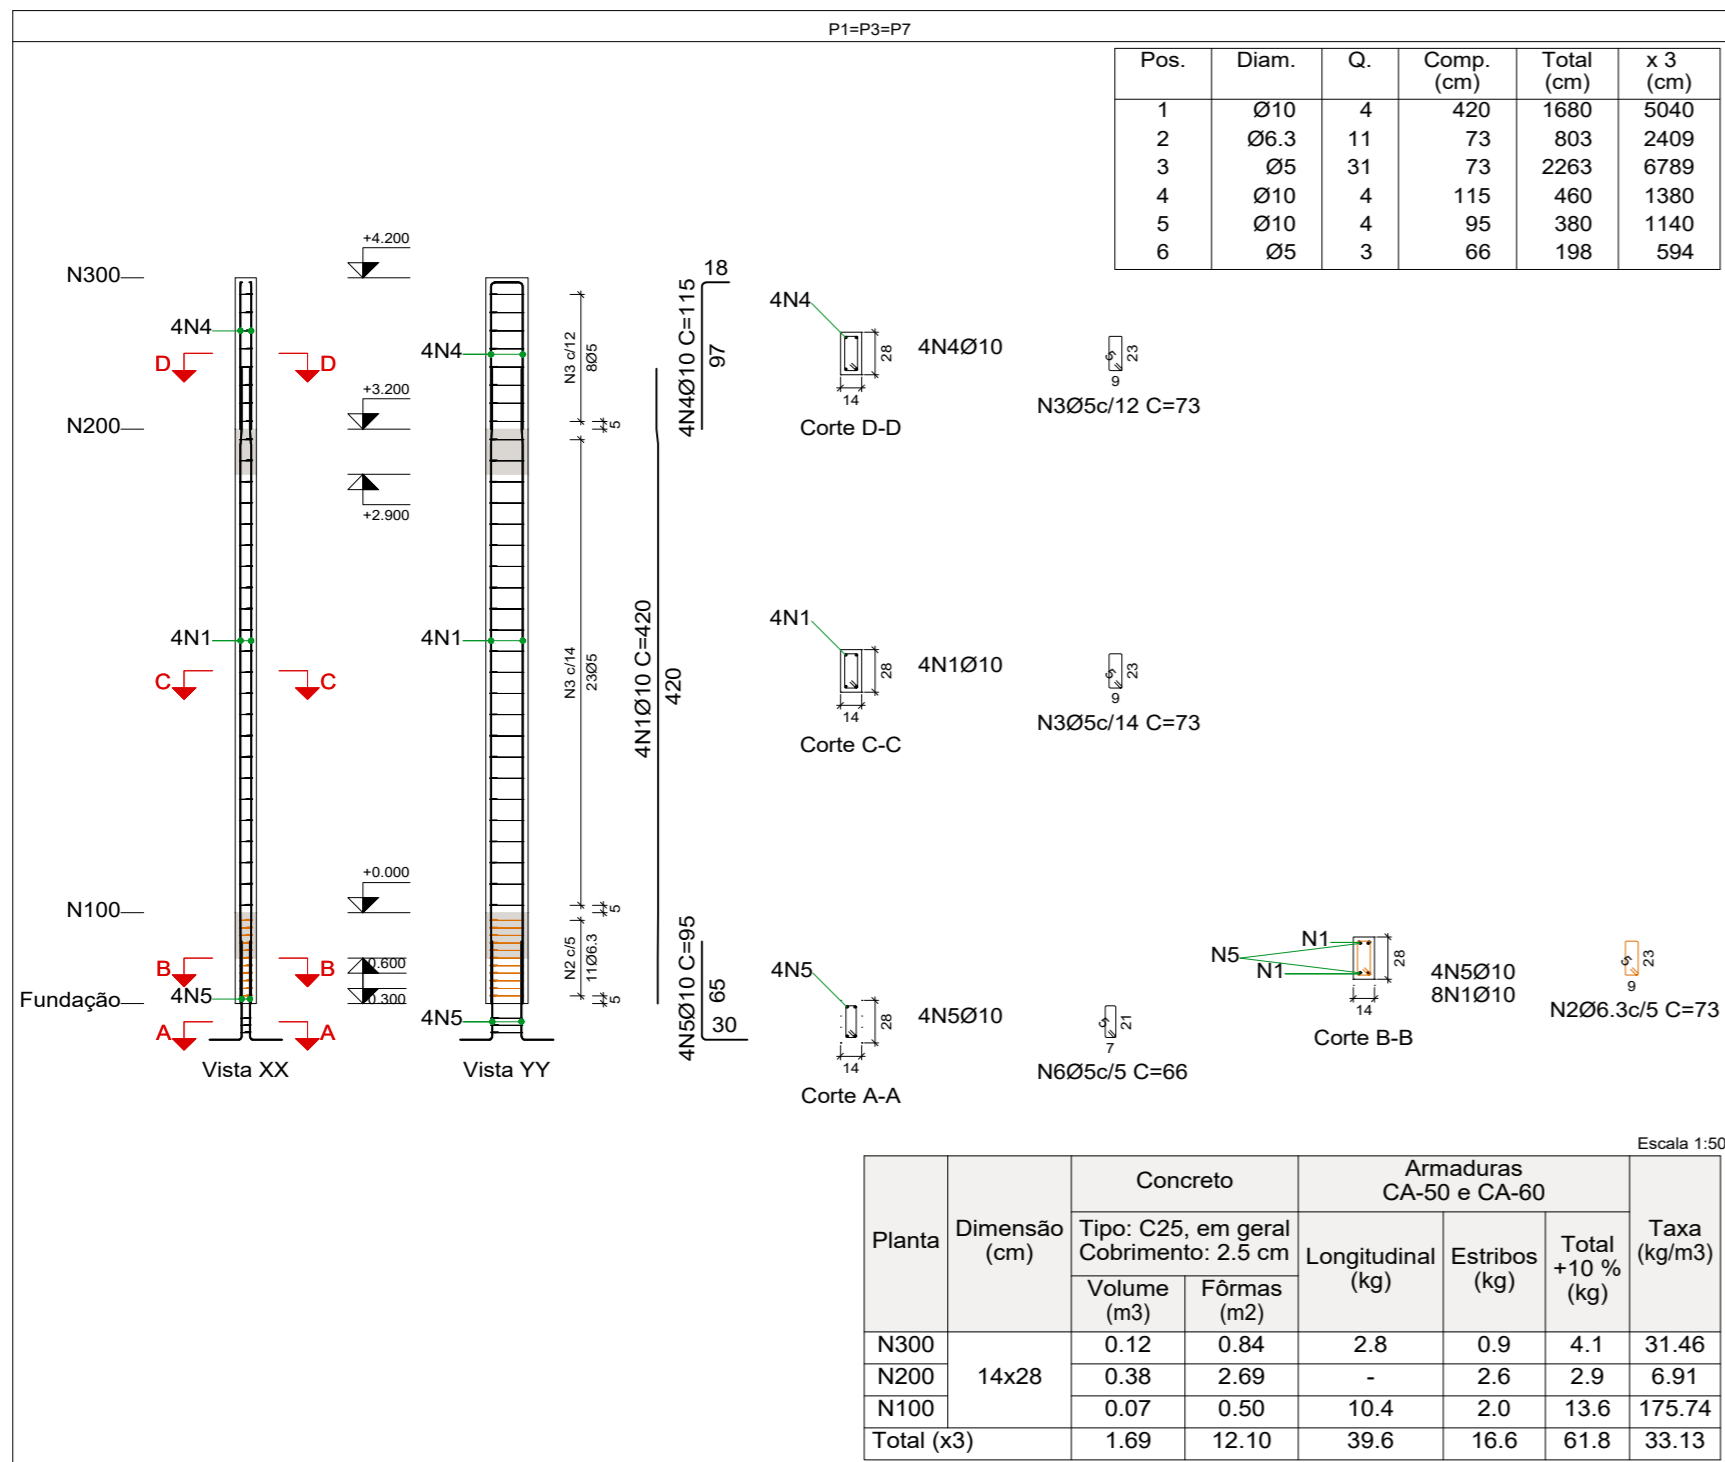 P1=P3=P7
Pos. Diam. Q. Comp. (cm) Total (cm) x 3 (cm)
1 Ø10 4 420 1680 5040
2 Ø6.3 11 73 803 2409
3 Ø5 31 73 2263 6789
4 Ø10 4 115 460 1380
5 Ø10 4 95 380 1140
6 Ø5 3 66 198 594
N300
N200
N100
Fundação
4N4
D D
4N1
C C
B B
4N5
A A
Vista XX
+4.200
+3.200
+2.900
+0.000
0.600
0.300
4N4
4N1
4N5
Vista YY
N3 c/12
8Ø5
5
N3 c/14
23Ø5
5
N2 c/5
11Ø6.3
5
4N1Ø10 C=420
420
18
4N4Ø10 C=115
97
4N5Ø10 C=95
65
30
4N4
28
14
4N4Ø10
Corte D-D
5
23
9
N3Ø5c/12 C=73
4N1
28
14
4N1Ø10
Corte C-C
5
23
9
N3Ø5c/14 C=73
4N5
28
14
4N5Ø10
Corte A-A
5
21
7
N6Ø5c/5 C=66
N1
N5
N1
28
14
4N5Ø10
8N1Ø10
Corte B-B
5
23
9
N2Ø6.3c/5 C=73
Escala 1:50
Planta
Dimensão (cm)
Concreto
Tipo: C25, em geral
Cobrimento: 2.5 cm
Volume (m3)
Fôrmas (m2)
Armaduras
CA-50 e CA-60
Longitudinal (kg)
Estribos (kg)
Total +10 % (kg)
Taxa (kg/m3)
N300 14x28 0.12 0.84 2.8 0.9 4.1 31.46
N200 0.38 2.69 - 2.6 2.9 6.91
N100 0.07 0.50 10.4 2.0 13.6 175.74
Total (x3) 1.69 12.10 39.6 16.6 61.8 33.13